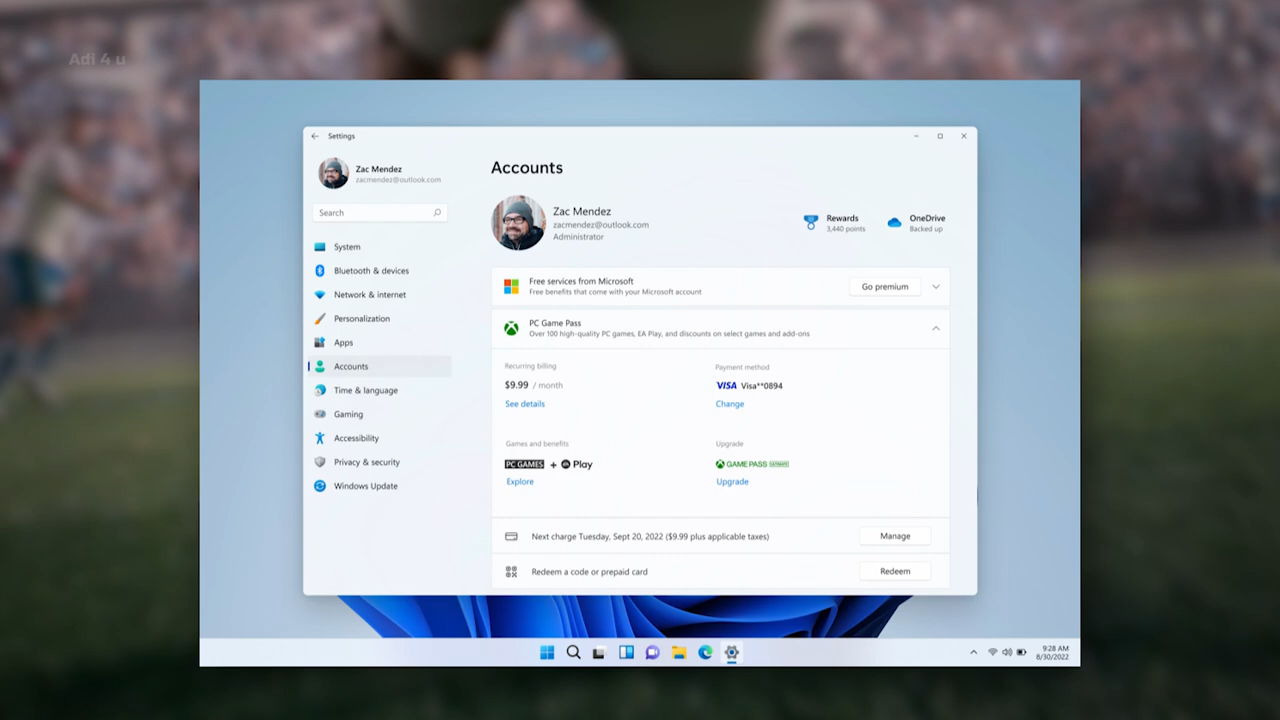 Adi 4 u
Settings
Zac Mendez
zacmendez@outlook.com
Search
System
Bluetooth & devices
Network & internet
Personalization
Apps
Accounts
Time & language
Gaming
Accessibility
Privacy & security
Windows Update
Accounts
Zac Mendez
zacmendez@outlook.com
Administrator
Rewards
3,440 points
OneDrive
Backed up
Free services from Microsoft
Free benefits that come with your Microsoft account
Go premium
PC Game Pass
Over 100 high-quality PC games, EA Play, and discounts on select games and add-ons
Recurring billing
$9.99 / month
See details
Payment method
VISA Visa**0894
Change
Games and benefits
PC GAMES + EA Play
Explore
Upgrade
GAME PASS ULTIMATE
Upgrade
Next charge Tuesday, Sept 20, 2022 ($9.99 plus applicable taxes)
Manage
Redeem a code or prepaid card
Redeem
9:28 AM
8/30/2022